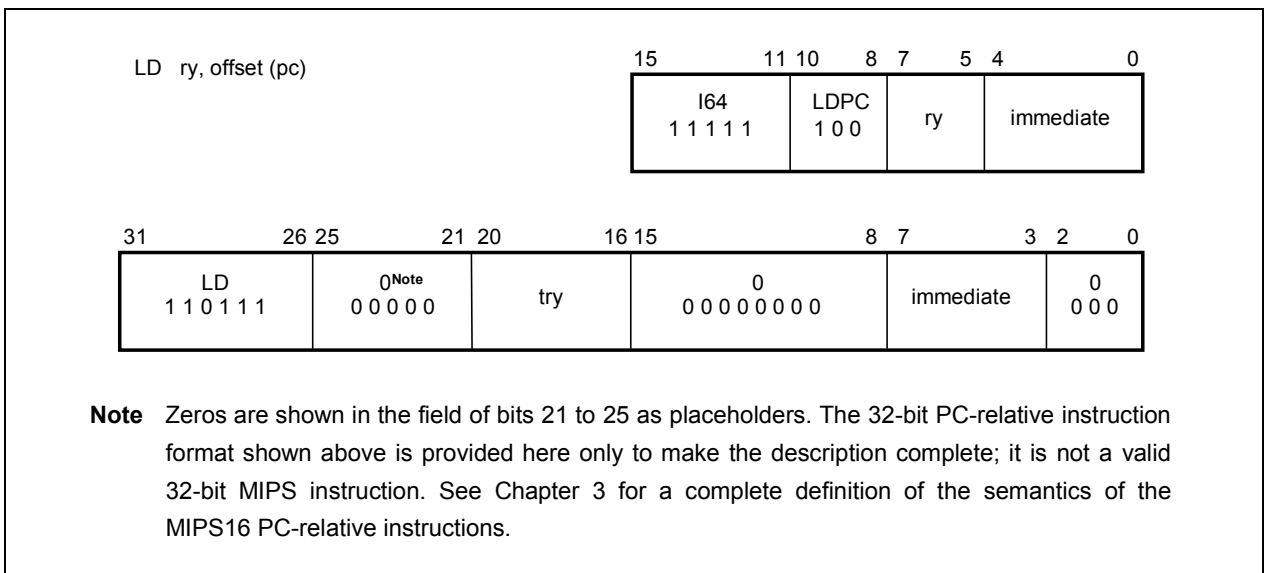 LD ry, offset (pc)
15 11 10 8 7 5 4 0
I64 LDPC ry immediate
1 1 1 1 1 1 0 0
31 26 25 21 20 16 15 8 7 3 2 0
LD 0Note try 0 immediate 0
1 1 0 1 1 1 0 0 0 0 0 0 0 0 0 0 0 0 0 0 0 0
Note Zeros are shown in the field of bits 21 to 25 as placeholders. The 32-bit PC-relative instruction
format shown above is provided here only to make the description complete; it is not a valid
32-bit MIPS instruction. See Chapter 3 for a complete definition of the semantics of the
MIPS16 PC-relative instructions.